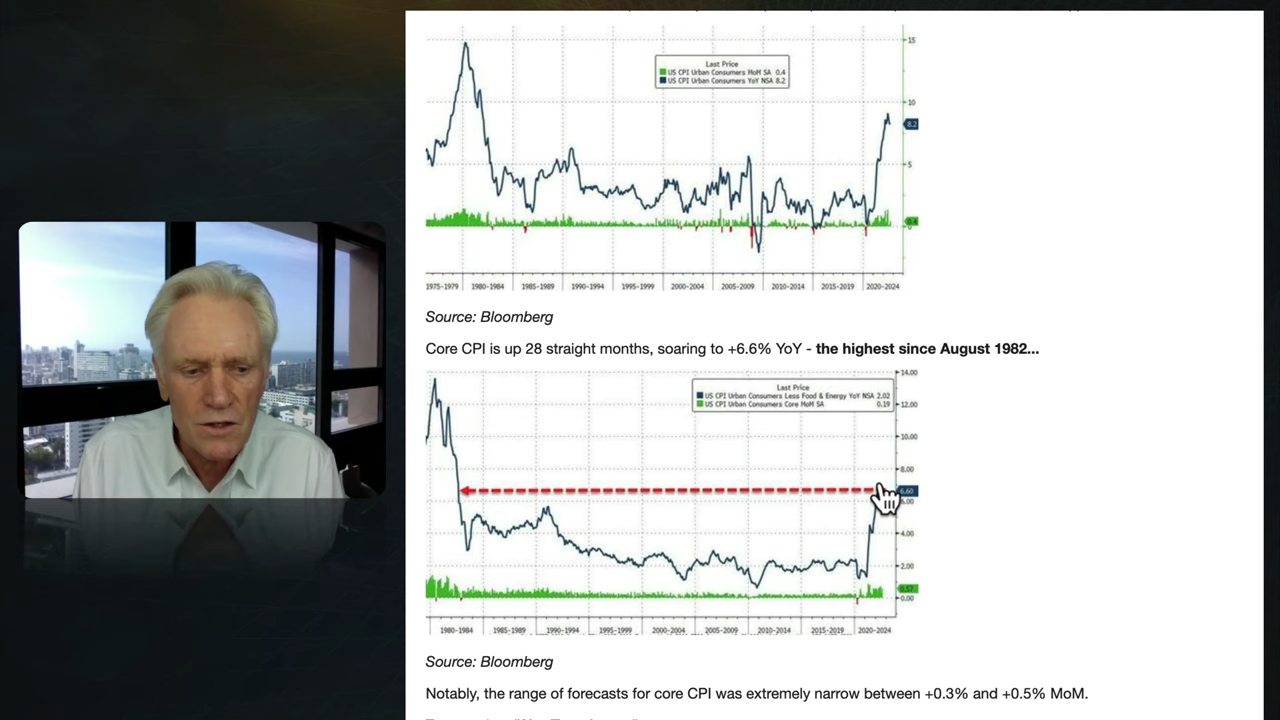 15
Last Price
US CPI Urban Consumers MoM SA 0.4
US CPI Urban Consumers YoY NSA 8.2
10
8.2
5
0.4
1975-1979 1980-1984 1985-1989 1990-1994 1995-1999 2000-2004 2005-2009 2010-2014 2015-2019 2020-2024
Source: Bloomberg
Core CPI is up 28 straight months, soaring to +6.6% YoY - the highest since August 1982...
14.00
Last Price
US CPI Urban Consumers Less Food & Energy YoY NSA 2.02
US CPI Urban Consumers Core MoM SA 0.19
12.00
10.00
8.00
6.60
6.00
4.00
2.00
0.57
0.00
1980-1984 1985-1989 1990-1994 1995-1999 2000-2004 2005-2009 2010-2014 2015-2019 2020-2024
Source: Bloomberg
Notably, the range of forecasts for core CPI was extremely narrow between +0.3% and +0.5% MoM.